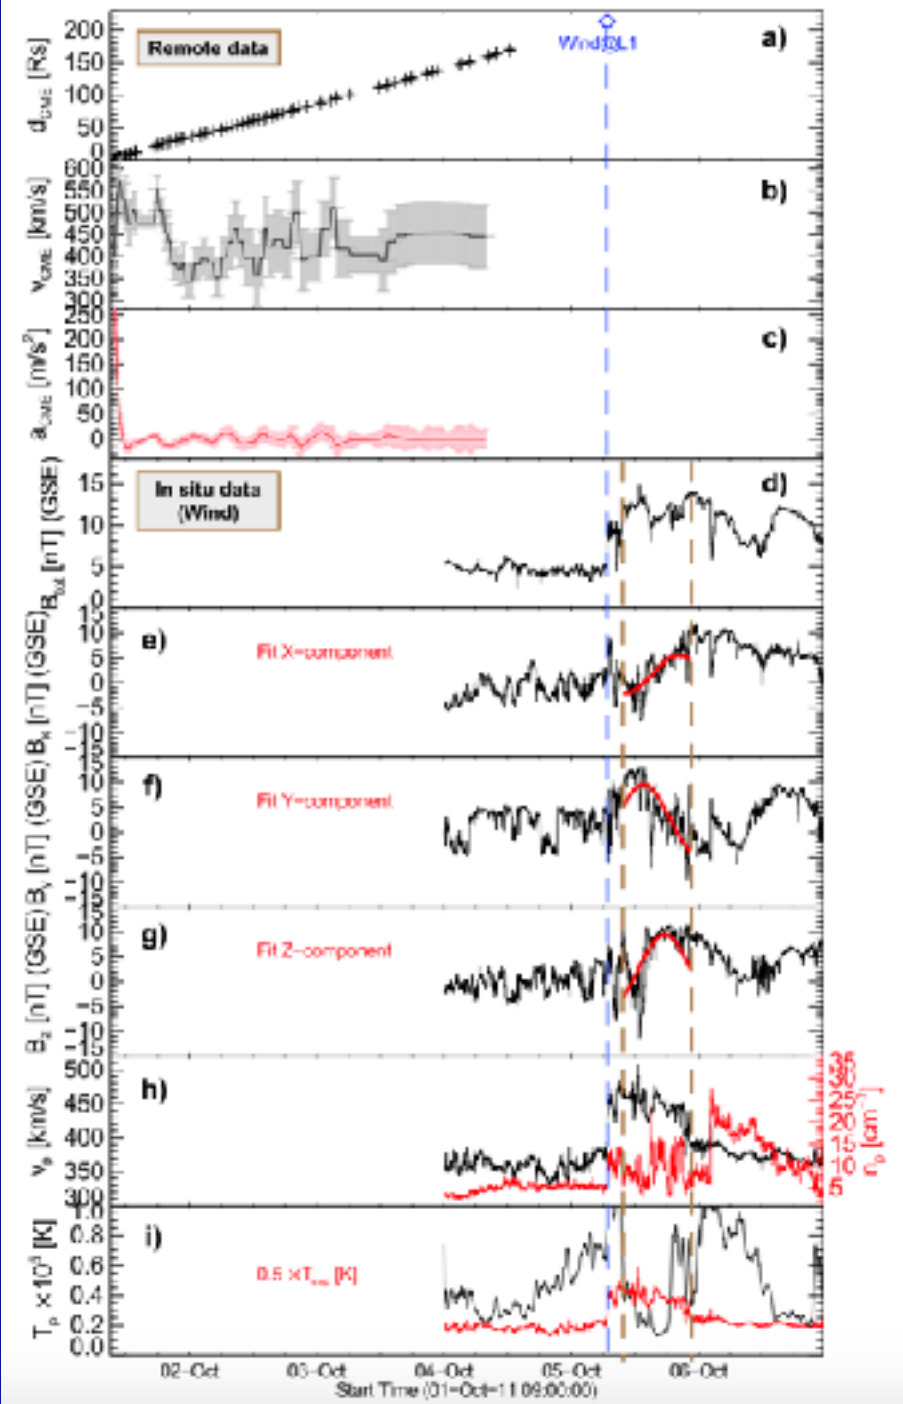 200
150
100
50
0
d_CME [Rs]
Remote data
Wind@L1
a)
600
550
500
450
400
350
300
v_CME [km/s]
b)
250
200
150
100
50
0
a_CME [m/s²]
c)
15
10
5
0
B_tot [nT] (GSE)
In situ data
(Wind)
d)
15
10
5
0
−5
−10
−15
B_x [nT] (GSE)
e)
Fit X−component
15
10
5
0
−5
−10
−15
B_y [nT] (GSE)
f)
Fit Y−component
15
10
5
0
−5
−10
−15
B_z [nT] (GSE)
g)
Fit Z−component
500
450
400
350
300
v_p [km/s]
h)
35
30
25
20
15
10
5
n_p [cm⁻³]
1.0
0.8
0.6
0.4
0.2
0.0
[K]
i)
[K]
02−Oct 03−Oct 04−Oct 05−Oct 06−Oct
Start Time (01−Oct−11 09:00:00)